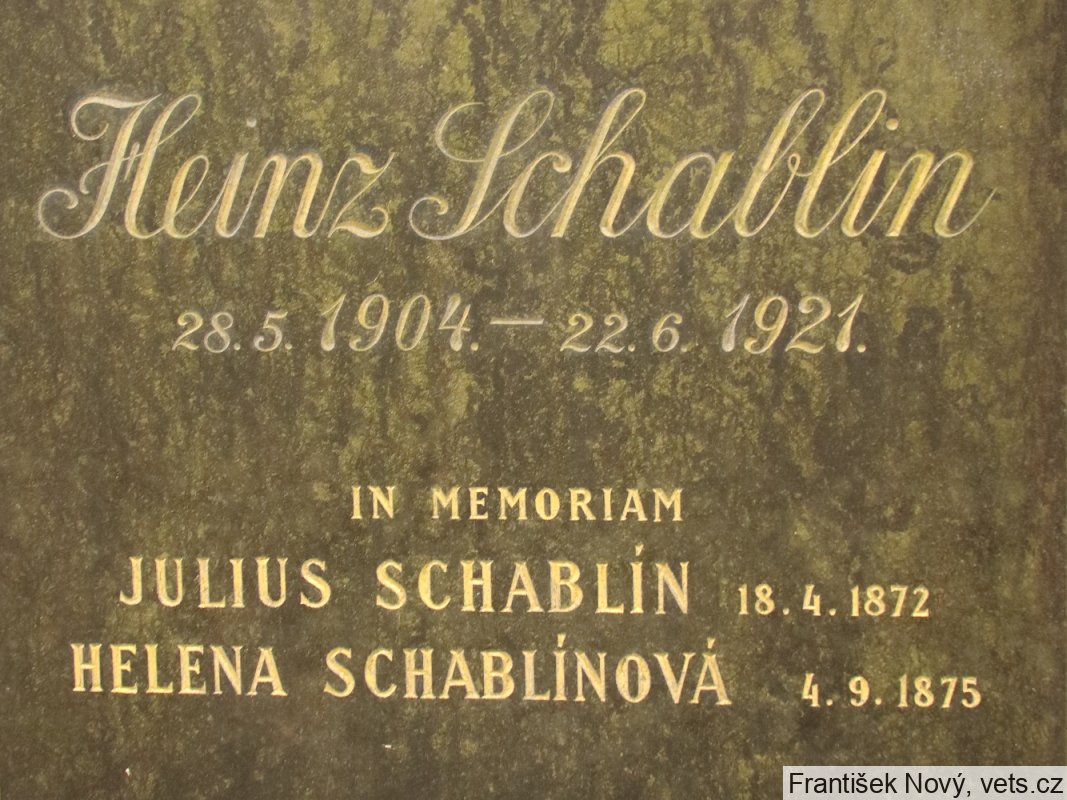 Heinz Schablin
28.5. 1904. — 22.6. 1921.
IN MEMORIAM
JULIUS SCHABLÍN 18.4.1872
HELENA SCHABLÍNOVÁ 4.9.1875
František Nový, vets.cz